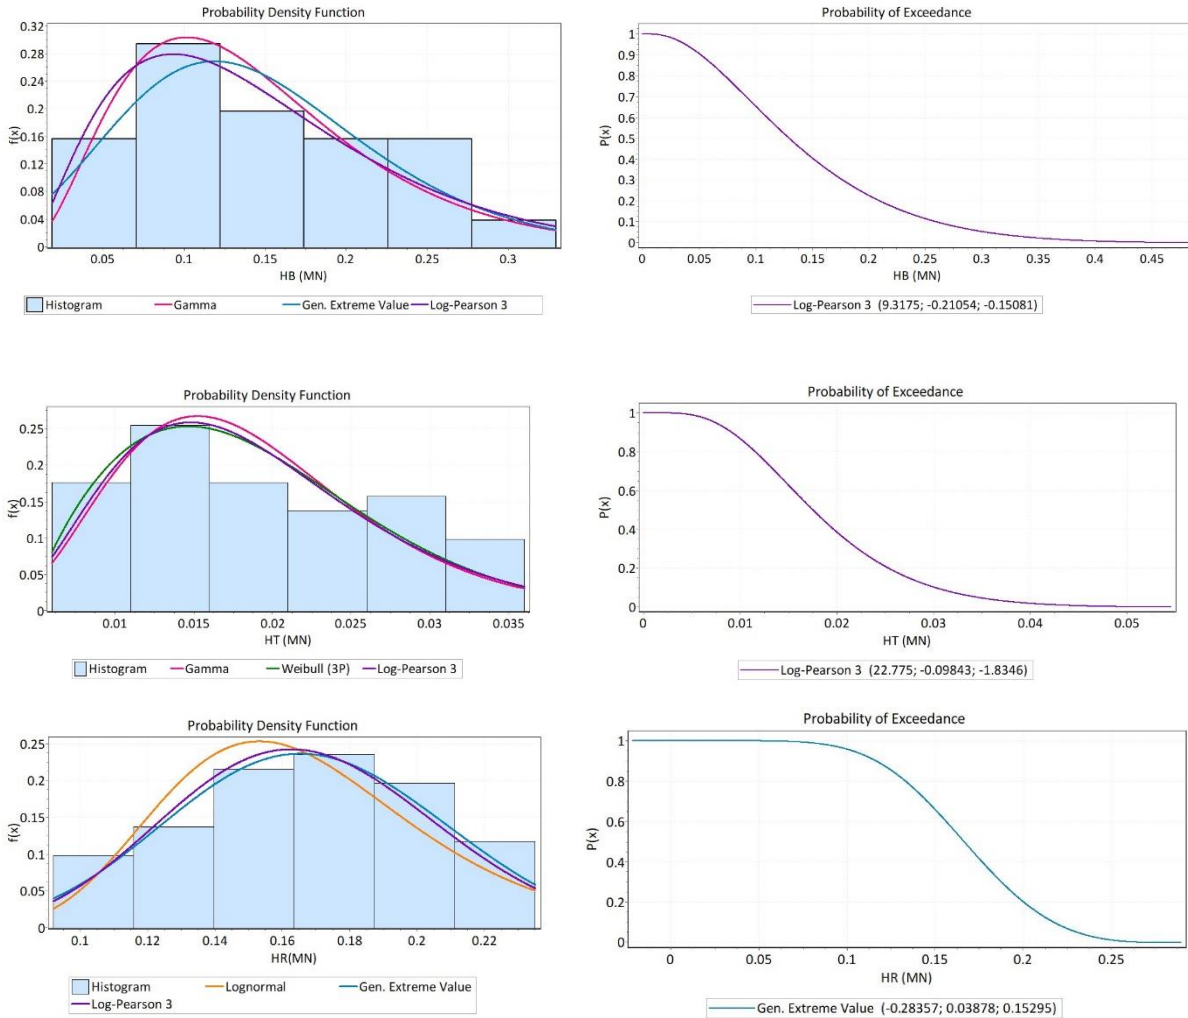 Probability Density Function
0.32
0.28
0.24
0.2
0.16
0.12
0.08
0.04
0
f(x)
0.05 0.1 0.15 0.2 0.25 0.3
HB (MN)
Histogram Gamma Gen. Extreme Value Log-Pearson 3
Probability of Exceedance
1
0.9
0.8
0.7
0.6
0.5
0.4
0.3
0.2
0.1
0
P(x)
0 0.05 0.1 0.15 0.2 0.25 0.3 0.35 0.4 0.45
HB (MN)
Log-Pearson 3 (9.3175; -0.21054; -0.15081)
Probability Density Function
0.25
0.2
0.15
0.1
0.05
0
f(x)
0.01 0.015 0.02 0.025 0.03 0.035
HT (MN)
Histogram Gamma Weibull (3P) Log-Pearson 3
Probability of Exceedance
1
0.8
0.6
0.4
0.2
0
P(x)
0 0.01 0.02 0.03 0.04 0.05
HT (MN)
Log-Pearson 3 (22.775; -0.09843; -1.8346)
Probability Density Function
0.25
0.2
0.15
0.1
0.05
0
f(x)
0.1 0.12 0.14 0.16 0.18 0.2 0.22
HR(MN)
Histogram Lognormal Gen. Extreme Value
Log-Pearson 3
Probability of Exceedance
1
0.8
0.6
0.4
0.2
0
P(x)
0 0.05 0.1 0.15 0.2 0.25
HR (MN)
Gen. Extreme Value (-0.28357; 0.03878; 0.15295)